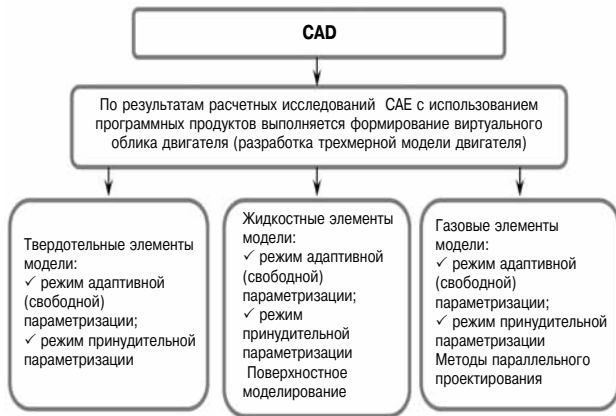 CAD
По результатам расчетных исследований CAE с использованием
программных продуктов выполняется формирование виртуального
облика двигателя (разработка трехмерной модели двигателя)
Твердотельные элементы
модели:
✓ режим адаптивной
(свободной)
параметризации;
✓ режим принудительной
параметризации
Жидкостные элементы
модели:
✓ режим адаптивной
(свободной)
параметризации;
✓ режим
принудительной
параметризации
Поверхностное
моделирование
Газовые элементы
модели:
✓ режим адаптивной
(свободной)
параметризации;
✓ режим принудительной
параметризации
Методы параллельного
проектирования